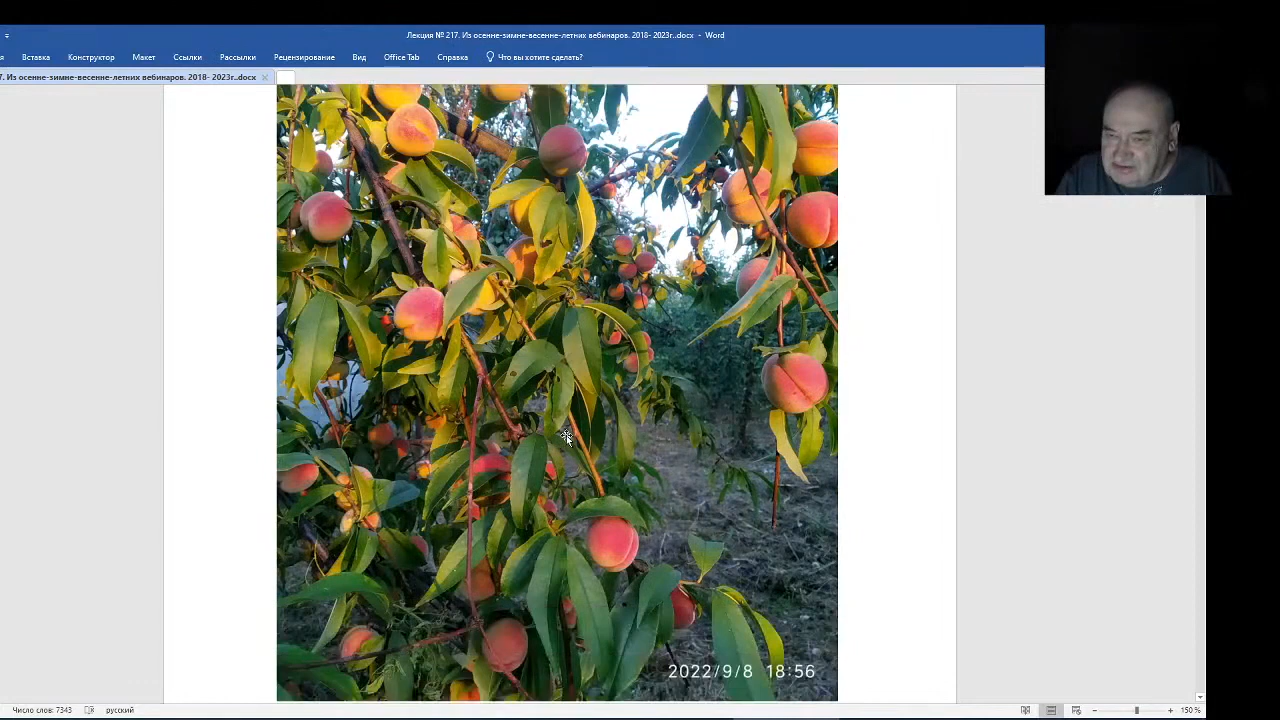 Лекция № 217. Из осенне-зимне-весенне-летних вебинаров. 2018- 2023г..docx - Word
я Вставка Конструктор Макет Ссылки Рассылки Рецензирование Вид Office Tab Справка Что вы хотите сделать?
7. Из осенне-зимне-весенне-летних вебинаров. 2018- 2023г..docx
2022/9/8 18:56
Число слов: 7343 русский 150 %